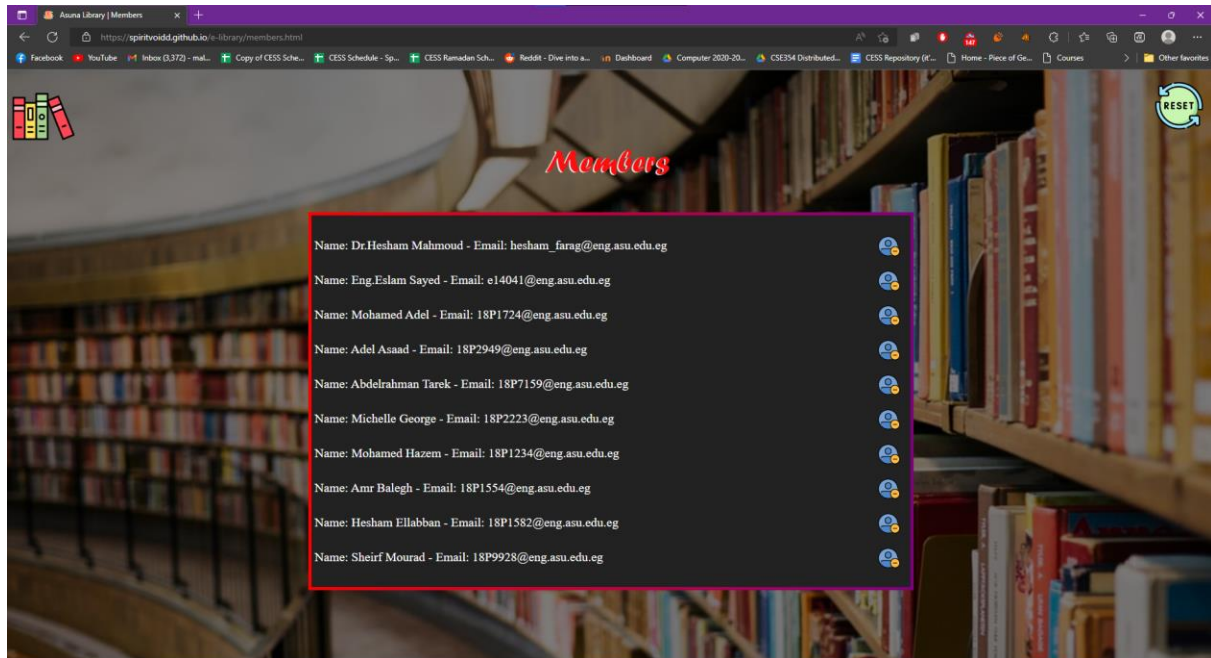 Asuna Library | Members
https://spiritvoidd.github.io/e-library/members.html
147
Facebook YouTube Inbox (3,372) - mal... Copy of CESS Sche... CESS Schedule - Sp... CESS Ramadan Sch... Reddit - Dive into a... Dashboard Computer 2020-20... CSE354 Distributed... CESS Repository (it'... Home - Piece of Ge... Courses Other favorites
RESET
Members
Name: Dr.Hesham Mahmoud - Email: hesham_farag@eng.asu.edu.eg
Name: Eng.Eslam Sayed - Email: e14041@eng.asu.edu.eg
Name: Mohamed Adel - Email: 18P1724@eng.asu.edu.eg
Name: Adel Asaad - Email: 18P2949@eng.asu.edu.eg
Name: Abdelrahman Tarek - Email: 18P7159@eng.asu.edu.eg
Name: Michelle George - Email: 18P2223@eng.asu.edu.eg
Name: Mohamed Hazem - Email: 18P1234@eng.asu.edu.eg
Name: Amr Balegh - Email: 18P1554@eng.asu.edu.eg
Name: Hesham Ellabban - Email: 18P1582@eng.asu.edu.eg
Name: Sheirf Mourad - Email: 18P9928@eng.asu.edu.eg